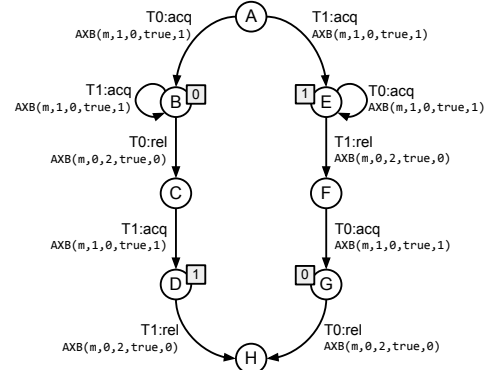 A
T0:acq
AXB(m,1,0,true,1)
T1:acq
AXB(m,1,0,true,1)
T1:acq
AXB(m,1,0,true,1)
B
0
1
E
T0:acq
AXB(m,1,0,true,1)
T0:rel
AXB(m,0,2,true,0)
T1:rel
AXB(m,0,2,true,0)
C
F
T1:acq
AXB(m,1,0,true,1)
T0:acq
AXB(m,1,0,true,1)
D
1
0
G
T1:rel
AXB(m,0,2,true,0)
T0:rel
AXB(m,0,2,true,0)
H